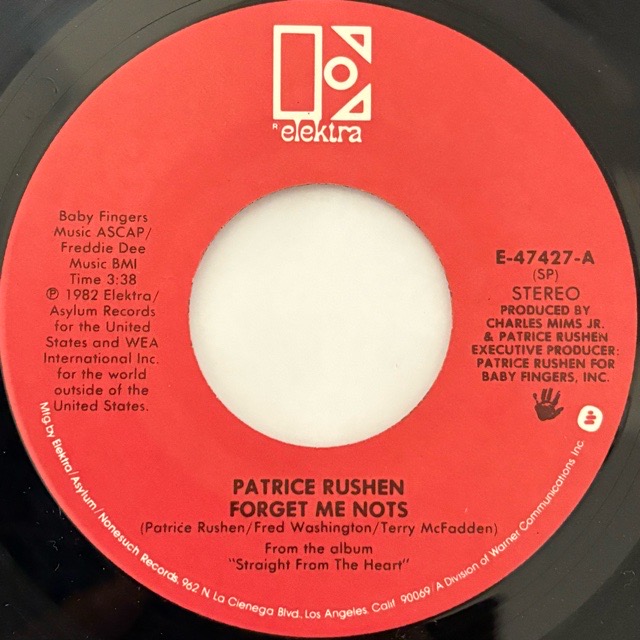 ® elektra
Baby Fingers
Music ASCAP/
Freddie Dee
Music BMI
Time 3:38
℗ 1982 Elektra/
Asylum Records
for the United
States and WEA
International Inc.
for the world
outside of the
United States.
E-47427-A
(SP)
STEREO
PRODUCED BY
CHARLES MIMS JR.
& PATRICE RUSHEN
EXECUTIVE PRODUCER:
PATRICE RUSHEN FOR
BABY FINGERS, INC.
PATRICE RUSHEN
FORGET ME NOTS
(Patrice Rushen/Fred Washington/Terry McFadden)
From the album
"Straight From The Heart"
Mfg.by Elektra/Asylum/Nonesuch Records. 962 N. La Cienega Blvd., Los Angeles, Calif 90069/A Division of Warner Communications Inc.